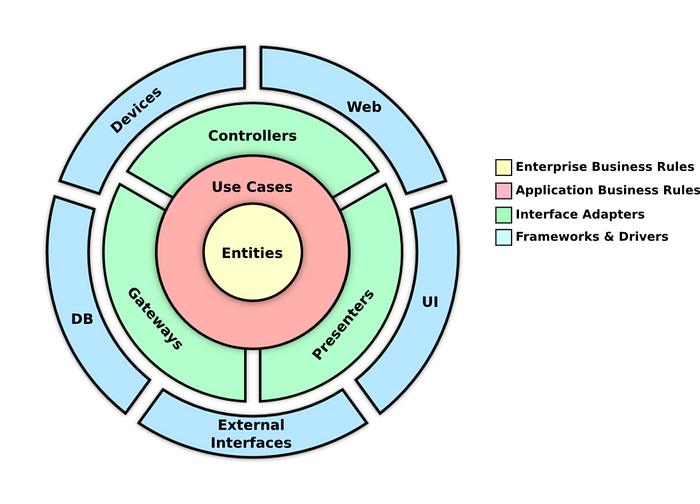 Devices
Web
Controllers
Use Cases
Entities
Gateways
Presenters
DB
UI
External
Interfaces
Enterprise Business Rules
Application Business Rules
Interface Adapters
Frameworks & Drivers